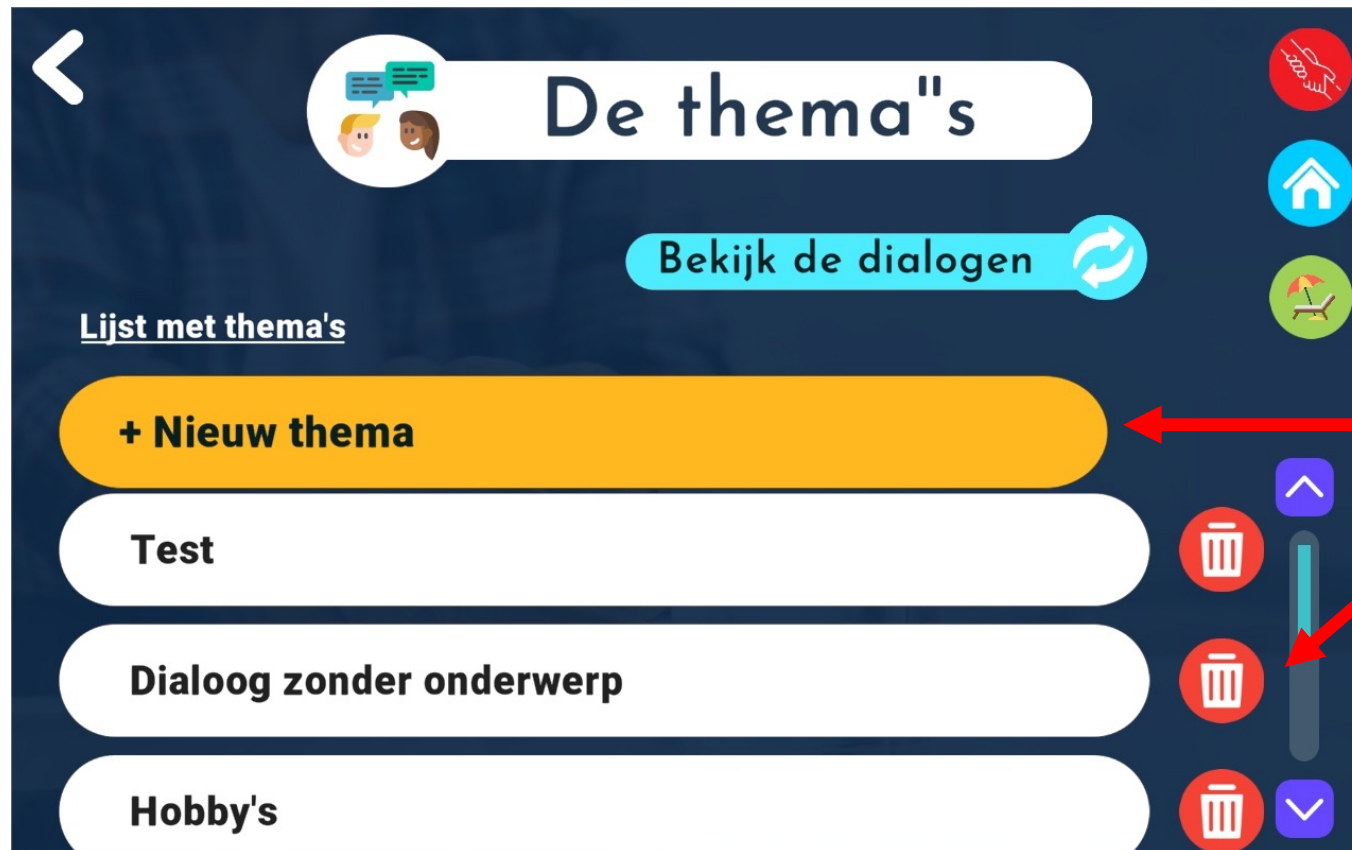 De thema"s
Bekijk de dialogen
Lijst met thema's
+ Nieuw thema
Test
Dialoog zonder onderwerp
Hobby's